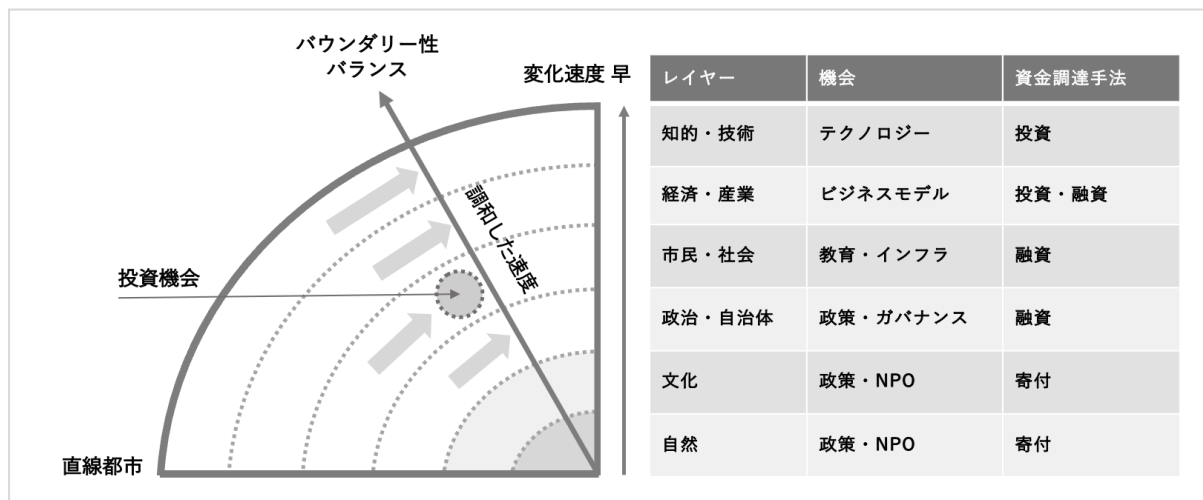 バウンダリー性
バランス
変化速度 早
調和した速度
投資機会
直線都市
レイヤー 機会 資金調達手法
知的・技術 テクノロジー 投資
経済・産業 ビジネスモデル 投資・融資
市民・社会 教育・インフラ 融資
政治・自治体 政策・ガバナンス 融資
文化 政策・NPO 寄付
自然 政策・NPO 寄付